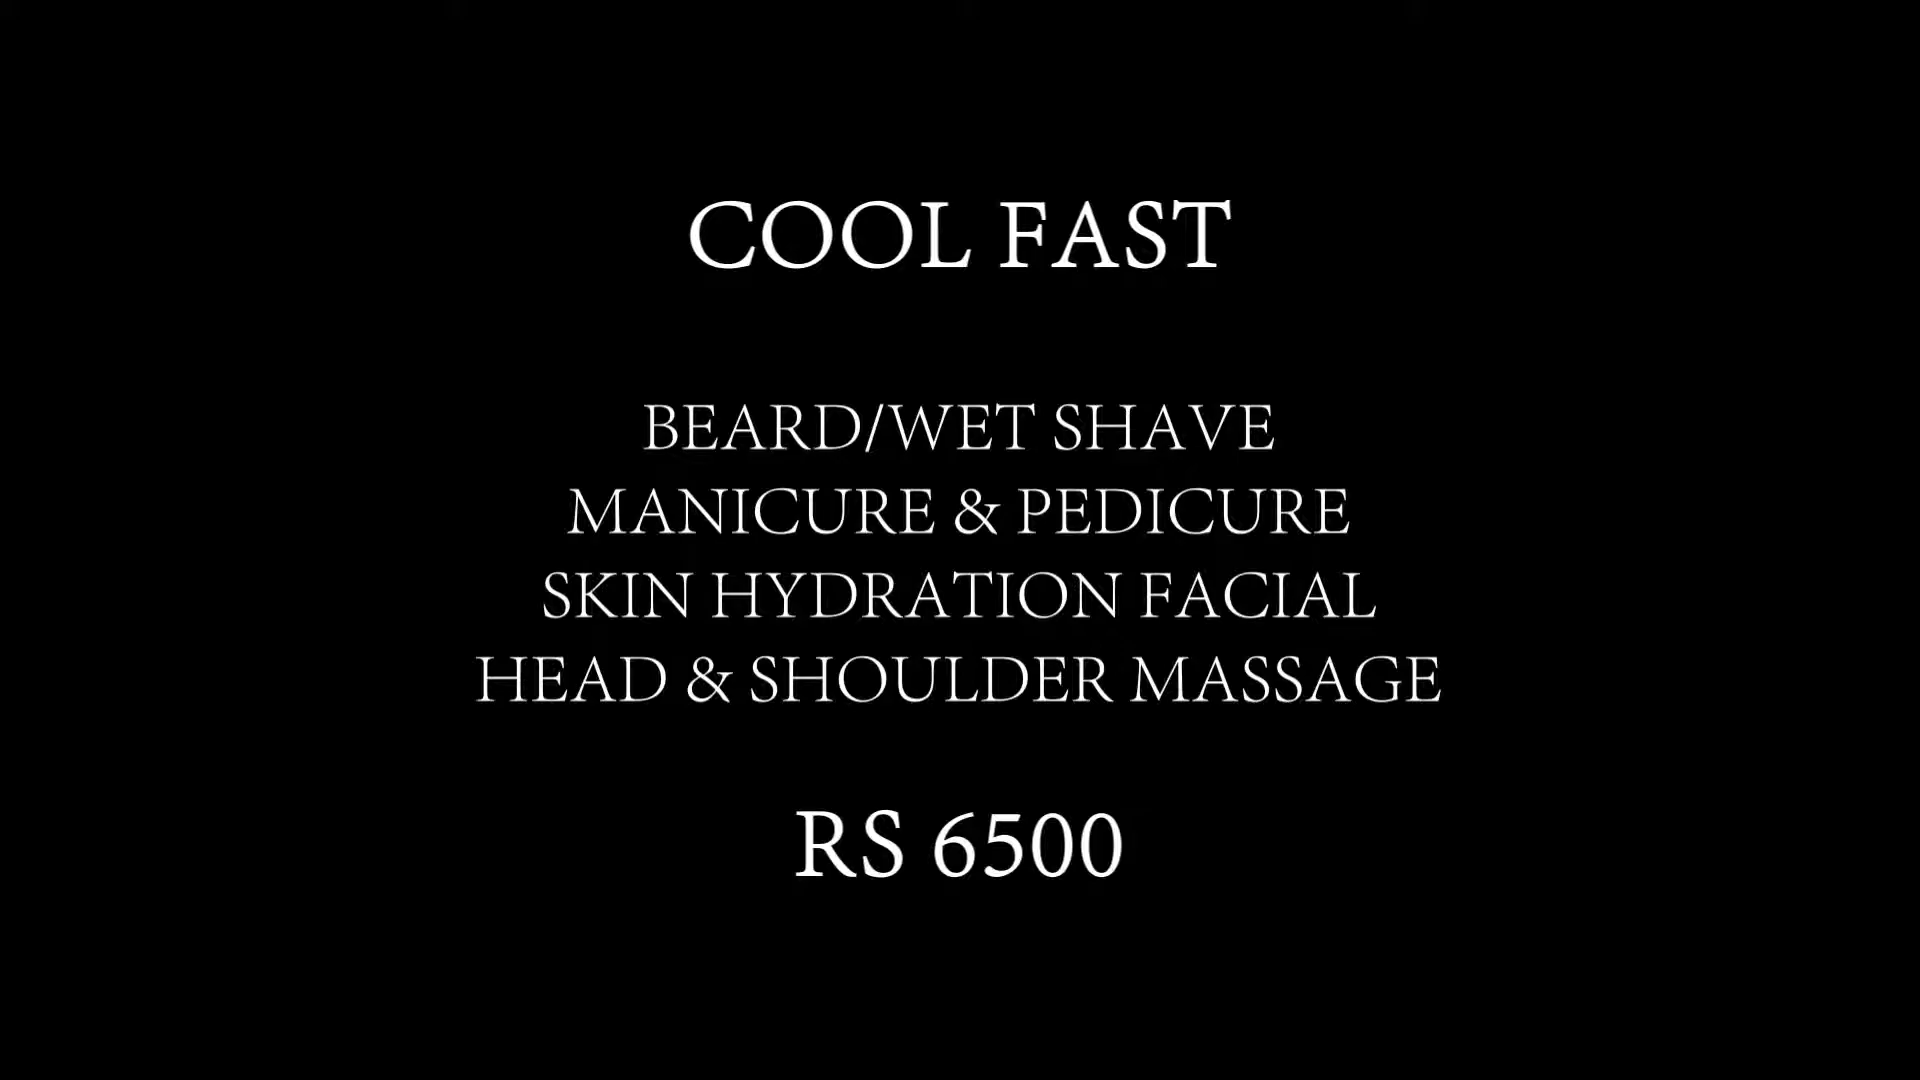 COOL FAST
BEARD/WET SHAVE
MANICURE & PEDICURE
SKIN HYDRATION FACIAL
HEAD & SHOULDER MASSAGE
RS 6500